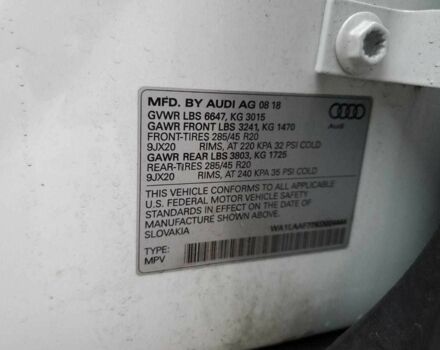 MFD. BY AUDI AG 08 18
GVWR LBS 6647, KG 3015
GAWR FRONT LBS 3241, KG 1470
FRONT-TIRES 285/45 R20
9JX20 RIMS, AT 220 KPA 32 PSI COLD
GAWR REAR LBS 3803, KG 1725
REAR-TIRES 285/45 R20
9JX20 RIMS, AT 240 KPA 35 PSI COLD
THIS VEHICLE CONFORMS TO ALL APPLICABLE
U.S. FEDERAL MOTOR VEHICLE SAFETY
STANDARDS IN EFFECT ON THE DATE OF
MANUFACTURE SHOWN ABOVE.
SLOVAKIA
TYPE:
MPV
Audi